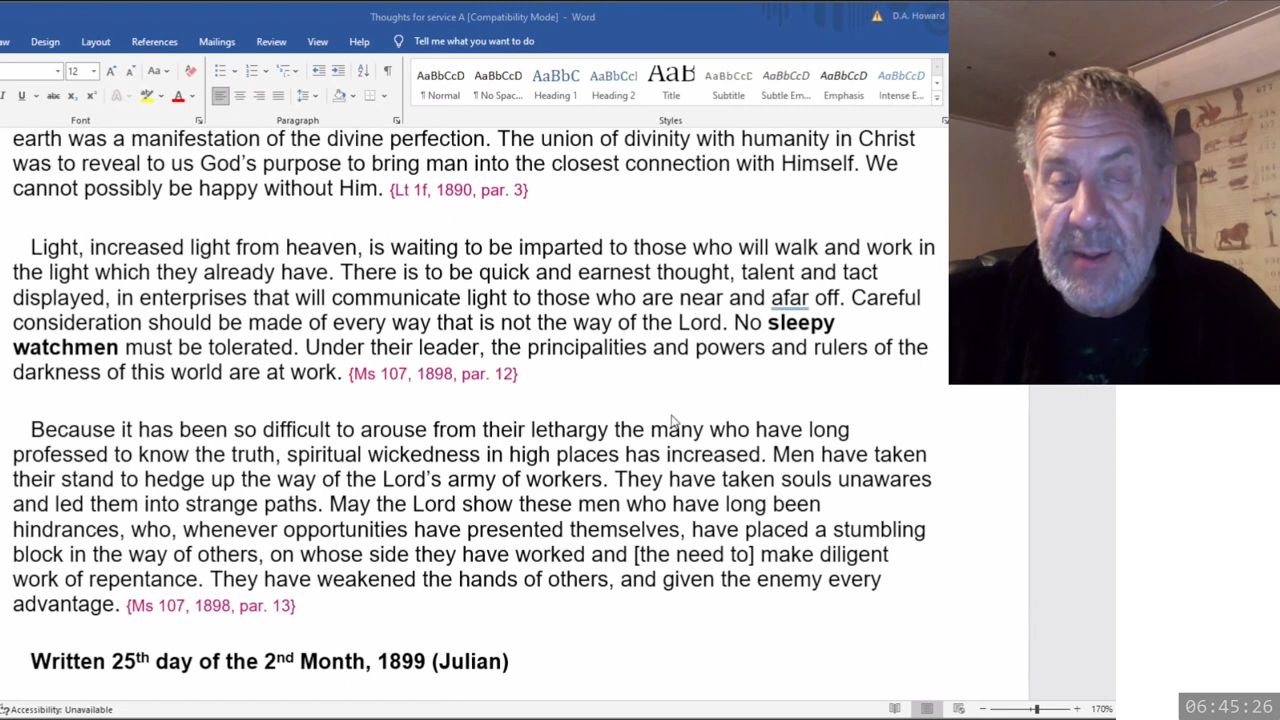 Thoughts for service A [Compatibility Mode] - Word
D.A. Howard
aw Design Layout References Mailings Review View Help Tell me what you want to do
12 Aa
AaBbCcD AaBbCcD AaBbC AaBbCcI AaB AaBbCcD AaBbCcD AaBbCcD AaBbCcD
¶ Normal ¶ No Spac... Heading 1 Heading 2 Title Subtitle Subtle Em... Emphasis Intense E...
Font Paragraph Styles
earth was a manifestation of the divine perfection. The union of divinity with humanity in Christ
was to reveal to us God's purpose to bring man into the closest connection with Himself. We
cannot possibly be happy without Him. {Lt 1f, 1890, par. 3}
Light, increased light from heaven, is waiting to be imparted to those who will walk and work in
the light which they already have. There is to be quick and earnest thought, talent and tact
displayed, in enterprises that will communicate light to those who are near and afar off. Careful
consideration should be made of every way that is not the way of the Lord. No sleepy
watchmen must be tolerated. Under their leader, the principalities and powers and rulers of the
darkness of this world are at work. {Ms 107, 1898, par. 12}
Because it has been so difficult to arouse from their lethargy the many who have long
professed to know the truth, spiritual wickedness in high places has increased. Men have taken
their stand to hedge up the way of the Lord's army of workers. They have taken souls unawares
and led them into strange paths. May the Lord show these men who have long been
hindrances, who, whenever opportunities have presented themselves, have placed a stumbling
block in the way of others, on whose side they have worked and [the need to] make diligent
work of repentance. They have weakened the hands of others, and given the enemy every
advantage. {Ms 107, 1898, par. 13}
Written 25th day of the 2nd Month, 1899 (Julian)
Accessibility: Unavailable
170%
06:45:26